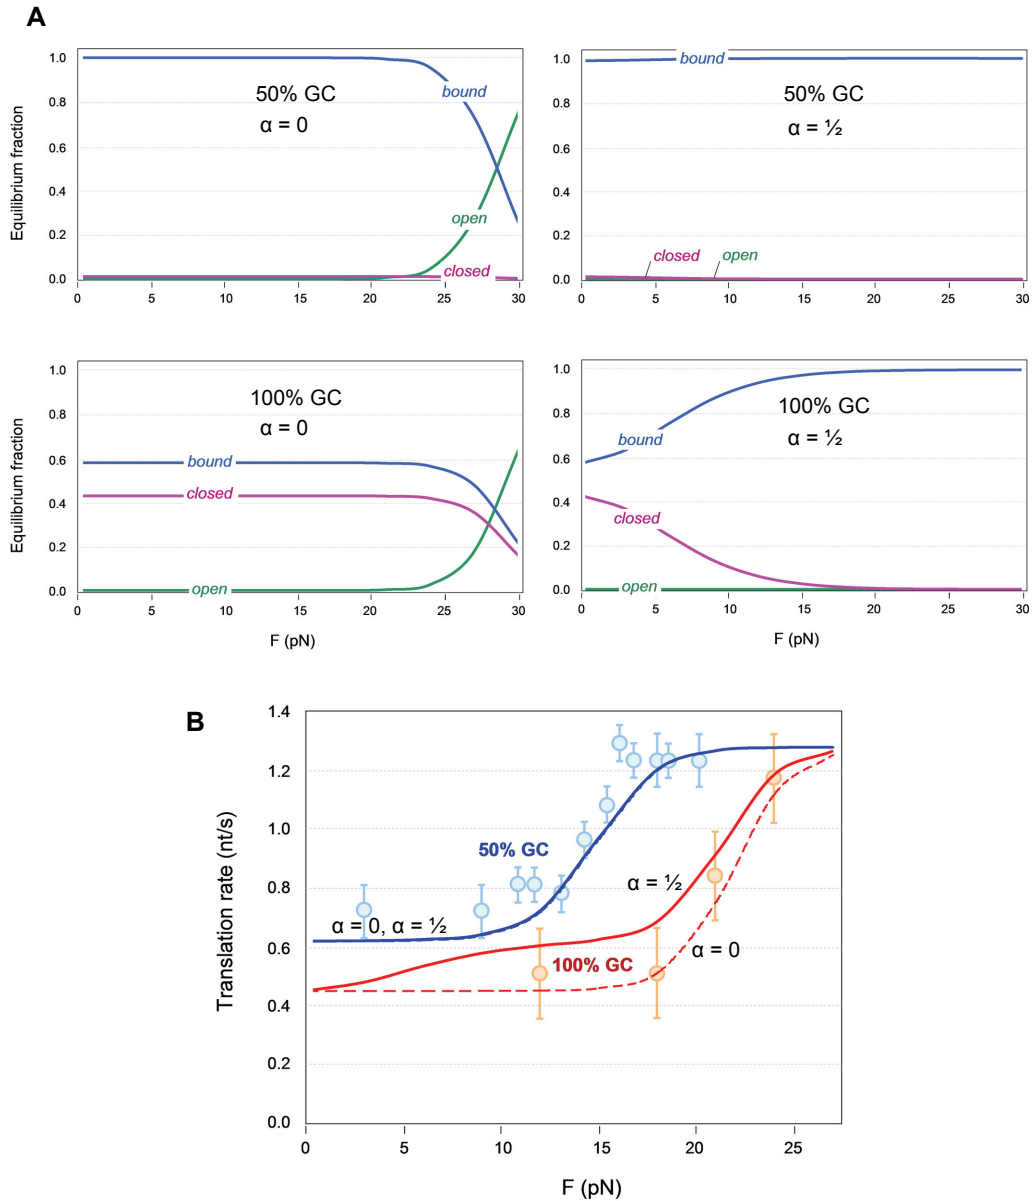 A
Equilibrium fraction
1.0
0.8
0.6
0.4
0.2
0.0
50% GC
α = 0
bound
open
closed
0 5 10 15 20 25 30
1.0
0.8
0.6
0.4
0.2
0.0
bound
50% GC
α = ½
closed
open
0 5 10 15 20 25 30
Equilibrium fraction
1.0
0.8
0.6
0.4
0.2
0.0
100% GC
α = 0
bound
closed
open
0 5 10 15 20 25 30
F (pN)
1.0
0.8
0.6
0.4
0.2
0.0
100% GC
α = ½
bound
closed
open
0 5 10 15 20 25 30
F (pN)
B
Translation rate (nt/s)
1.4
1.2
1.0
0.8
0.6
0.4
0.2
0.0
50% GC
α = ½
α = 0, α = ½
α = 0
100% GC
0 5 10 15 20 25
F (pN)